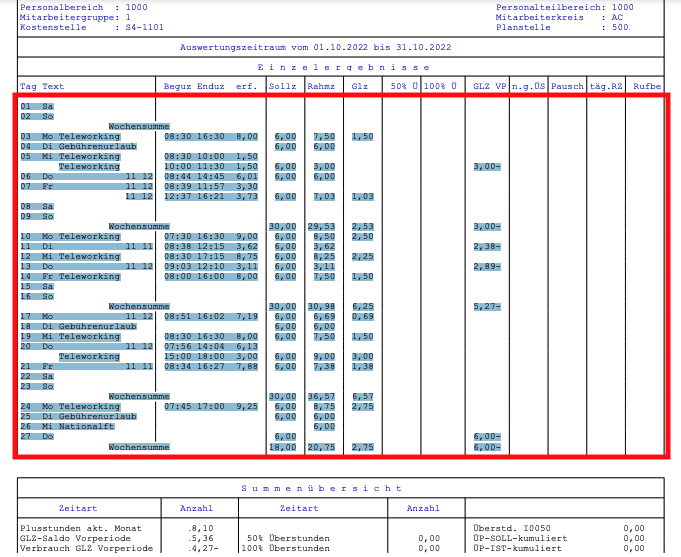 Personalbereich : 1000 Personalteilbereich: 1000
Mitarbeitergruppe: 1 Mitarbeiterkreis : AC
Kostenstelle : S4-1101 Planstelle : 500
Auswertungszeitraum vom 01.10.2022 bis 31.10.2022
E i n z e l e r g e b n i s s e
Tag Text Beguz Enduz erf. Sollz Rahmz Glz 50% Ü 100% Ü GLZ VP n.g.ÜS Pausch täg.RZ Rufbe
01 Sa
02 So
Wochensumme
03 Mo Teleworking 08:30 16:30 8,00 6,00 7,50 1,50
04 Di Gebührenurlaub 6,00 6,00
05 Mi Teleworking 08:30 10:00 1,50
Teleworking 10:00 11:30 1,50 6,00 3,00 3,00-
06 Do 11 12 08:44 14:45 6,01 6,00 6,00
07 Fr 11 12 08:39 11:57 3,30
11 12 12:37 16:21 3,73 6,00 7,03 1,03
08 Sa
09 So
Wochensumme 30,00 29,53 2,53 3,00-
10 Mo Teleworking 07:30 16:30 9,00 6,00 8,50 2,50
11 Di 11 11 08:38 12:15 3,62 6,00 3,62 2,38-
12 Mi Teleworking 08:30 17:15 8,75 6,00 8,25 2,25
13 Do 11 12 09:03 12:10 3,11 6,00 3,11 2,89-
14 Fr Teleworking 08:00 16:00 8,00 6,00 7,50 1,50
15 Sa
16 So
Wochensumme 30,00 30,98 6,25 5,27-
17 Mo 11 12 08:51 16:02 7,19 6,00 6,69 0,69
18 Di Gebührenurlaub 6,00 6,00
19 Mi Teleworking 08:30 16:30 8,00 6,00 7,50 1,50
20 Do 11 12 07:56 14:04 6,13
Teleworking 15:00 18:00 3,00 6,00 9,00 3,00
21 Fr 11 11 08:34 16:27 7,88 6,00 7,38 1,38
22 Sa
23 So
Wochensumme 30,00 36,57 6,57
24 Mo Teleworking 07:45 17:00 9,25 6,00 8,75 2,75
25 Di Gebührenurlaub 6,00 6,00
26 Mi Nationalft 6,00
27 Do 6,00 6,00-
Wochensumme 18,00 20,75 2,75 6,00-
S u m m e n ü b e r s i c h t
Zeitart Anzahl Zeitart Anzahl
Plusstunden akt. Monat .8,10 Überstd. I0050 0,00
GLZ-Saldo Vorperiode .5,36 50% Überstunden 0,00 ÜP-SOLL-kumuliert 0,00
Verbrauch GLZ Vorperiode .4,27- 100% Überstunden 0,00 ÜP-IST-kumuliert 0,00